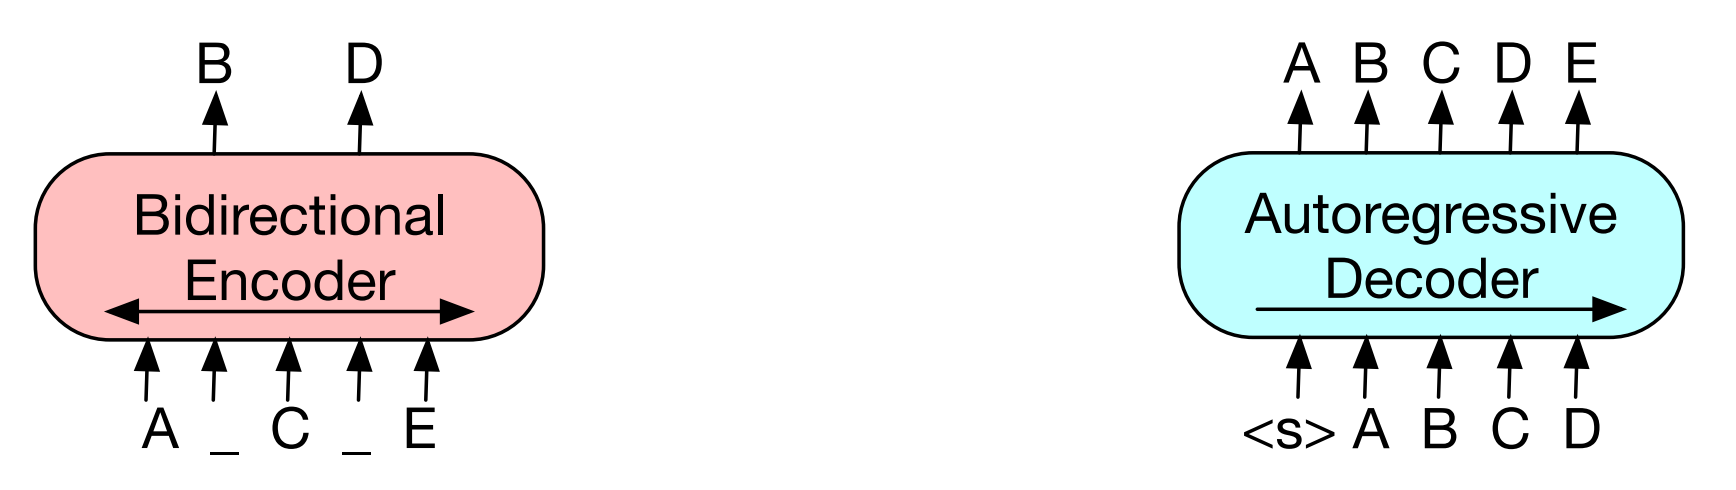 B D
Bidirectional
Encoder
A _ C _ E
A B C D E
Autoregressive
Decoder
<s> A B C D